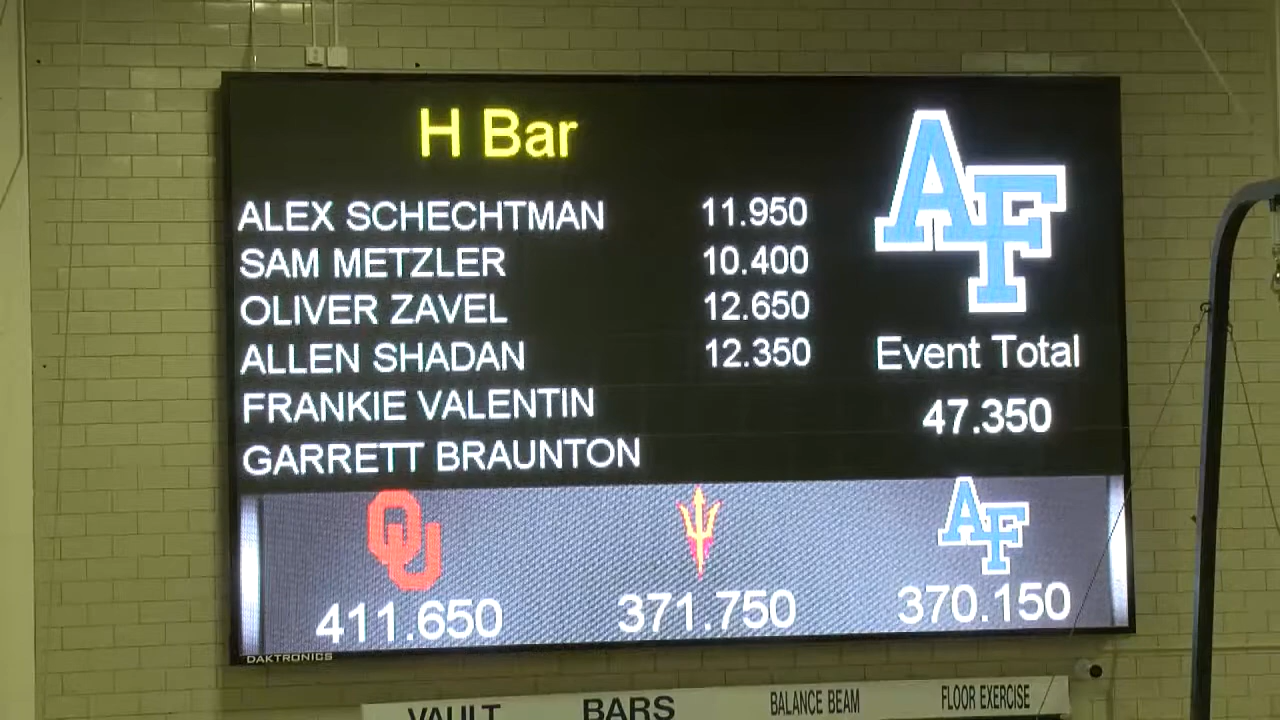 H Bar
AF
ALEX SCHECHTMAN 11.950
SAM METZLER 10.400
OLIVER ZAVEL 12.650
ALLEN SHADAN 12.350
FRANKIE VALENTIN
GARRETT BRAUNTON
Event Total
47.350
OU AF
411.650 371.750 370.150
DAKTRONICS
VAULT BARS BALANCE BEAM FLOOR EXERCISE